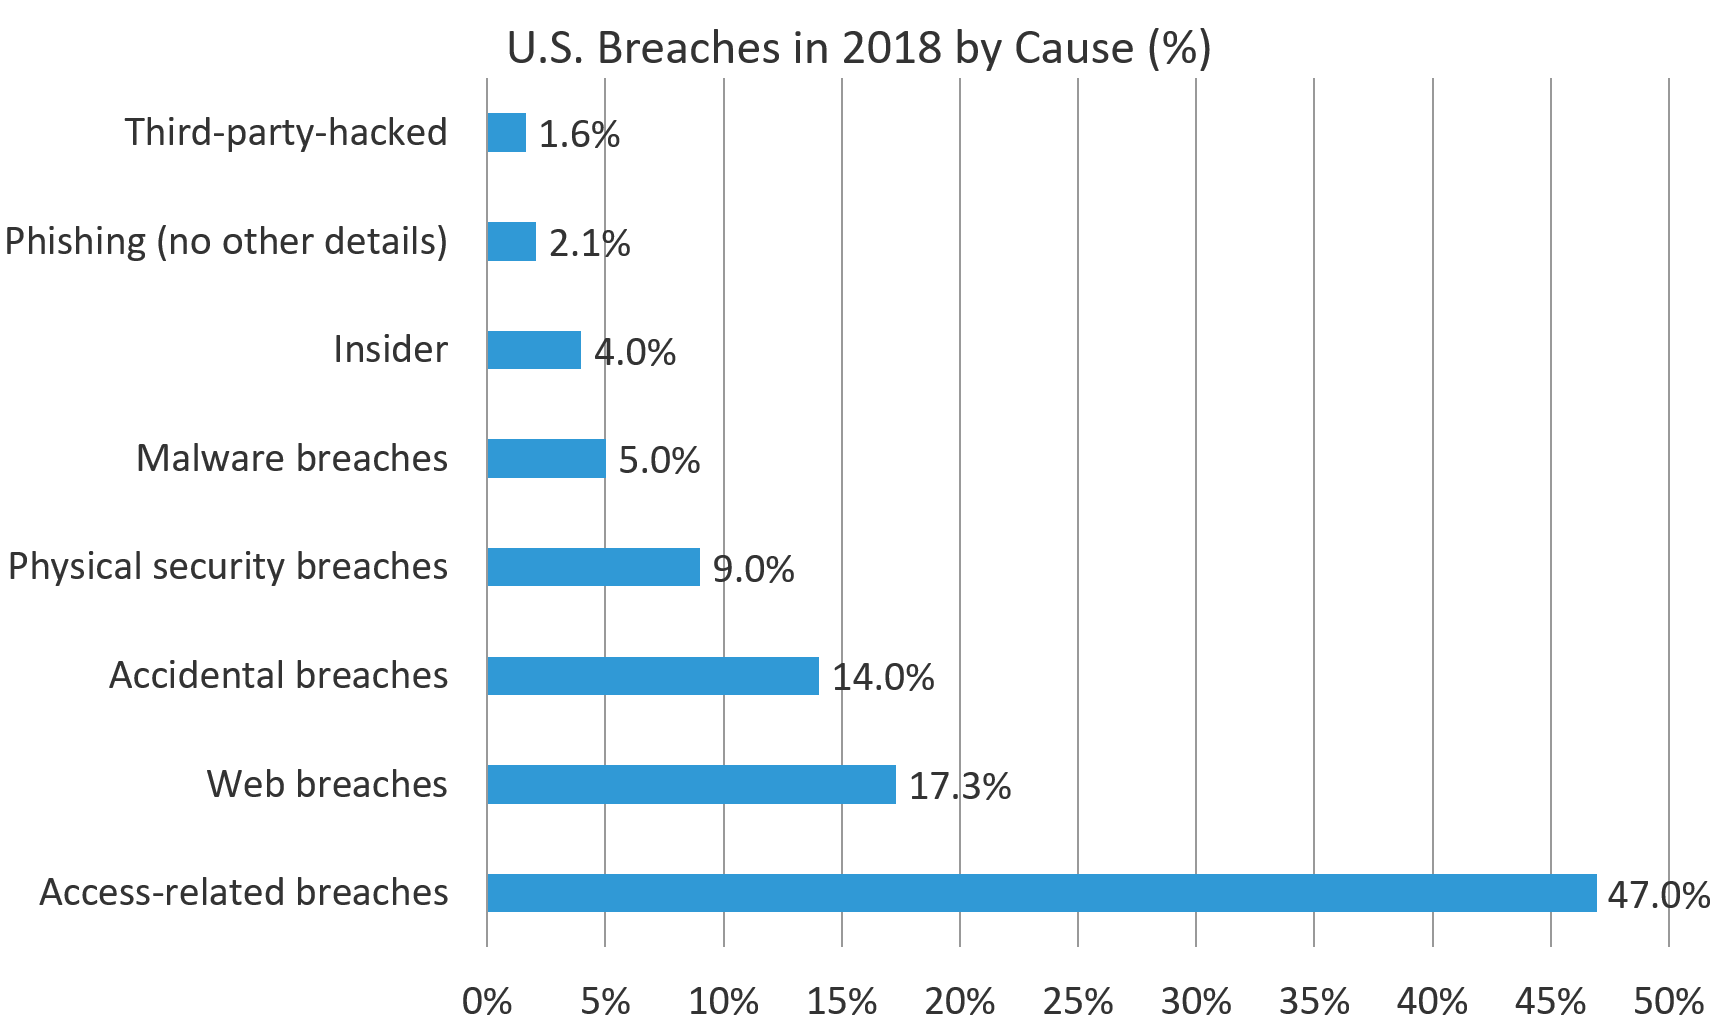 U.S. Breaches in 2018 by Cause (%)
Third-party-hacked 1.6%
Phishing (no other details) 2.1%
Insider 4.0%
Malware breaches 5.0%
Physical security breaches 9.0%
Accidental breaches 14.0%
Web breaches 17.3%
Access-related breaches 47.0%
0% 5% 10% 15% 20% 25% 30% 35% 40% 45% 50%